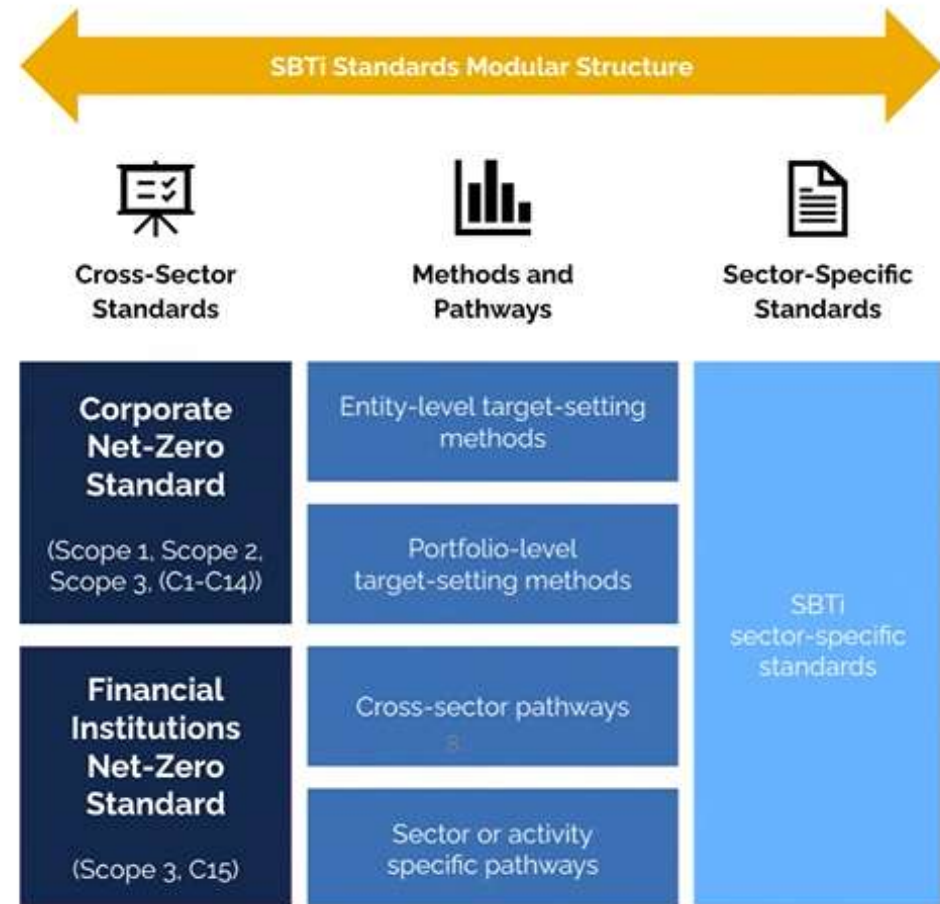 SBTi Standards Modular Structure
Cross-Sector
Standards
Methods and
Pathways
Sector-Specific
Standards
Corporate
Net-Zero
Standard
(Scope 1, Scope 2,
Scope 3, (C1-C14))
Financial
Institutions
Net-Zero
Standard
(Scope 3, C15)
Entity-level target-setting
methods
Portfolio-level
target-setting methods
Cross-sector pathways
Sector or activity
specific pathways
SBTi
sector-specific
standards